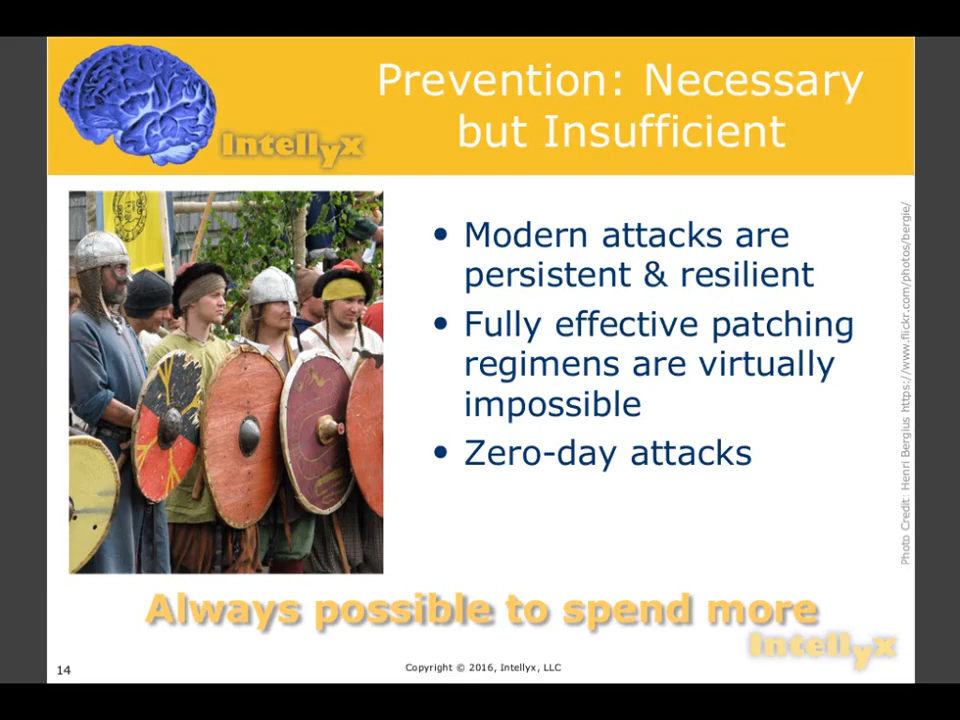 Prevention: Necessary
but Insufficient
Intellyx
• Modern attacks are
persistent & resilient
• Fully effective patching
regimens are virtually
impossible
• Zero-day attacks
Photo Credit: Henri Bergius https://www.flickr.com/photos/bergie/
Always possible to spend more
Intellyx
14
Copyright © 2016, Intellyx, LLC